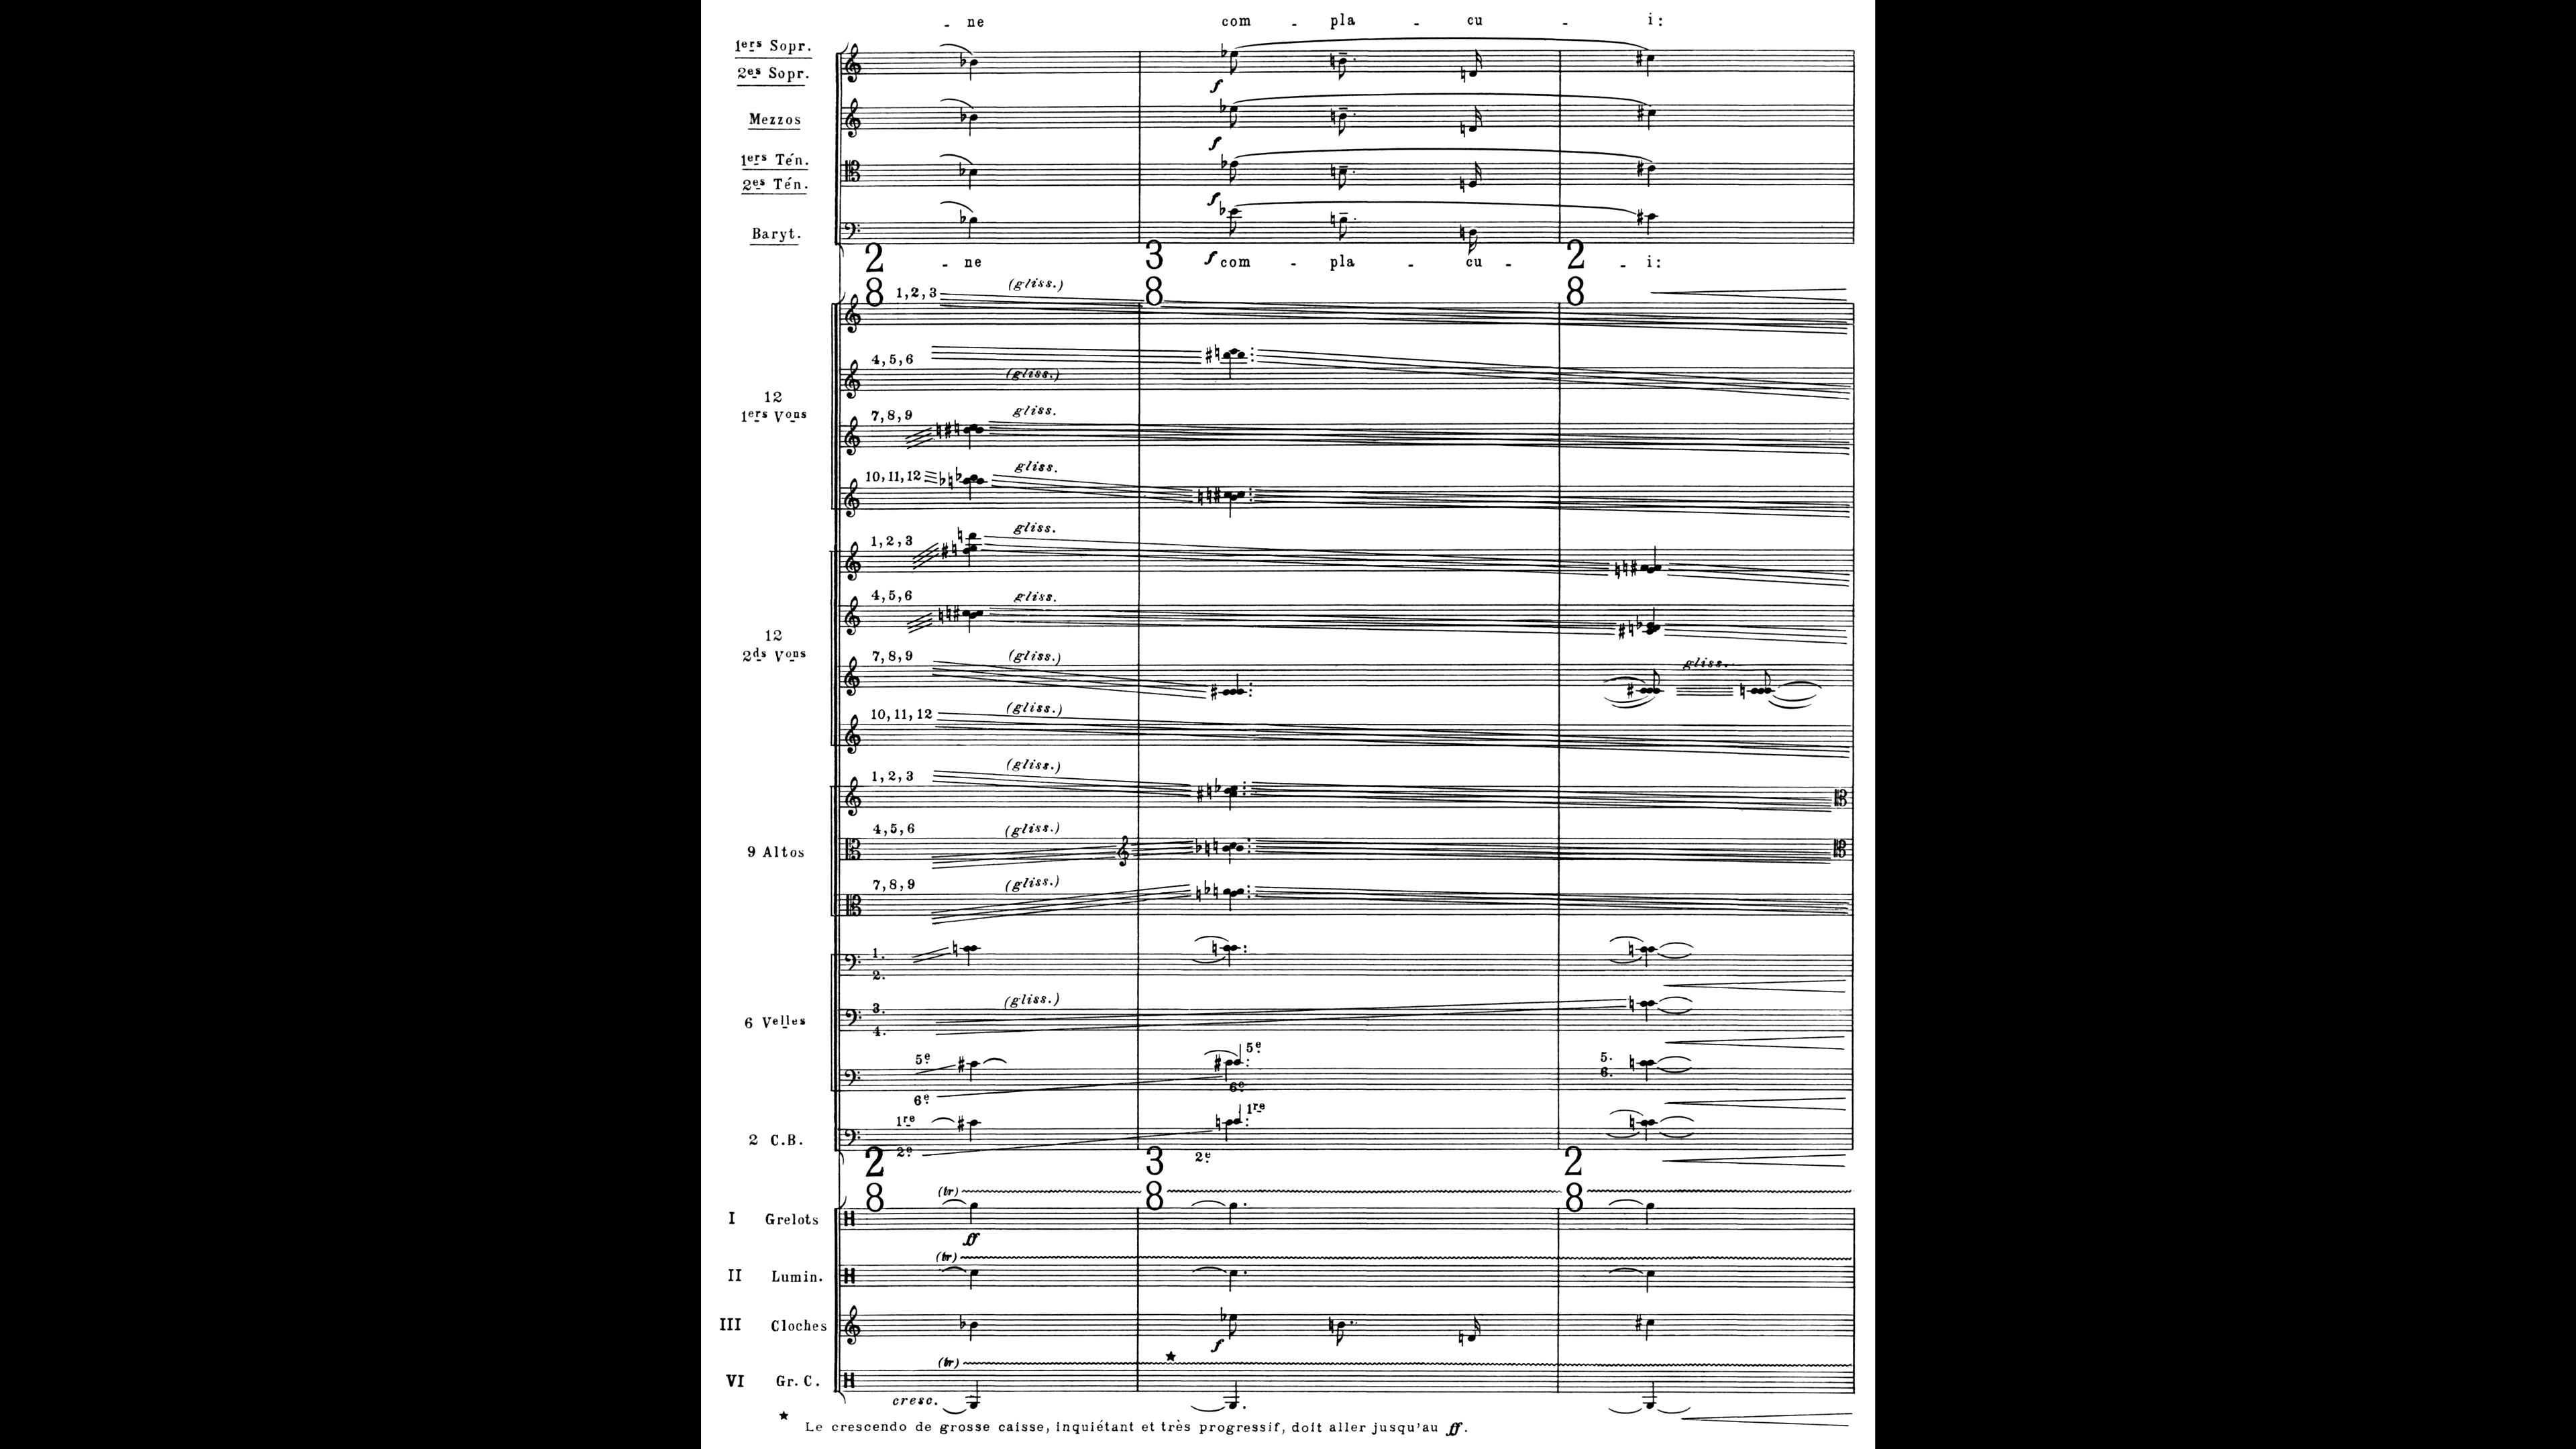 - ne com - pla - cu - i:
1ers Sopr.
2es Sopr.
f
Mezzos
f
1ers Tén.
2es Tén.
f
Baryt.
2 3 2
- ne f com - pla - cu - - i:
8 1,2,3 (gliss.) 8 8
4,5,6
(gliss.)
12
1ers Vons
7,8,9 gliss.
10,11,12 gliss.
1,2,3 gliss.
4,5,6 gliss.
12
2ds Vons
7,8,9 (gliss.) gliss.
10,11,12 (gliss.)
1,2,3 (gliss.)
4,5,6 (gliss.)
9 Altos
7,8,9 (gliss.)
1.
2.
3. (gliss.)
6 Velles
4.
5e 5e 5.
6e 6e 6.
1re 1re
2 C.B.
2e 2e
2 3 2
8 8 8
(tr)
I Grelots
ff
(tr)
II Lumin.
III Cloches
f
(tr) ★
VI Gr. C.
cresc.
★ Le crescendo de grosse caisse, inquiétant et très progressif, doit aller jusqu'au ff.